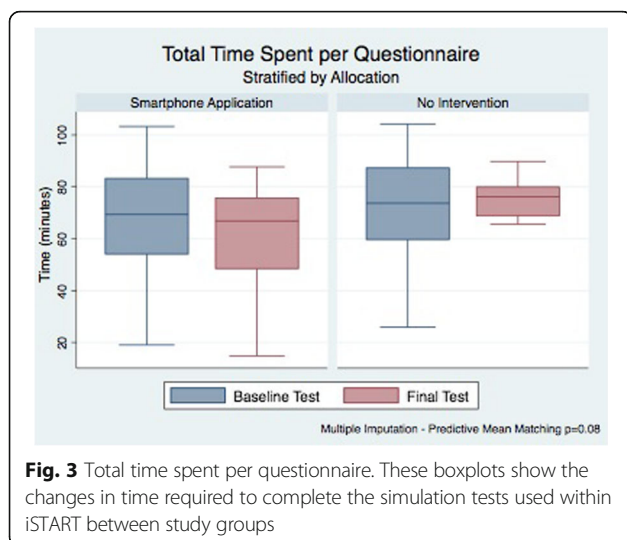 Total Time Spent per Questionnaire
Stratified by Allocation
Smartphone Application
No Intervention
Time (minutes)
100
80
60
40
20
Baseline Test
Final Test
Multiple Imputation - Predictive Mean Matching p=0.08
Fig. 3 Total time spent per questionnaire. These boxplots show the
changes in time required to complete the simulation tests used within
iSTART between study groups